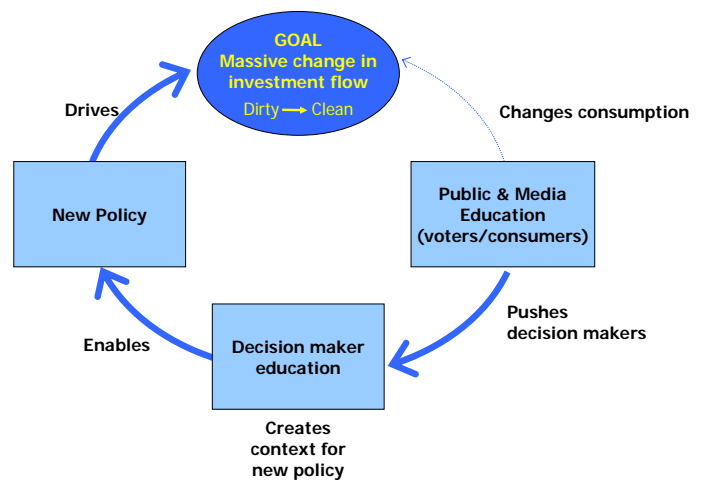 GOAL
Massive change in
investment flow
Dirty → Clean
Drives
Changes consumption
New Policy
Public & Media
Education
(voters/consumers)
Pushes
decision makers
Enables
Decision maker
education
Creates
context for
new policy